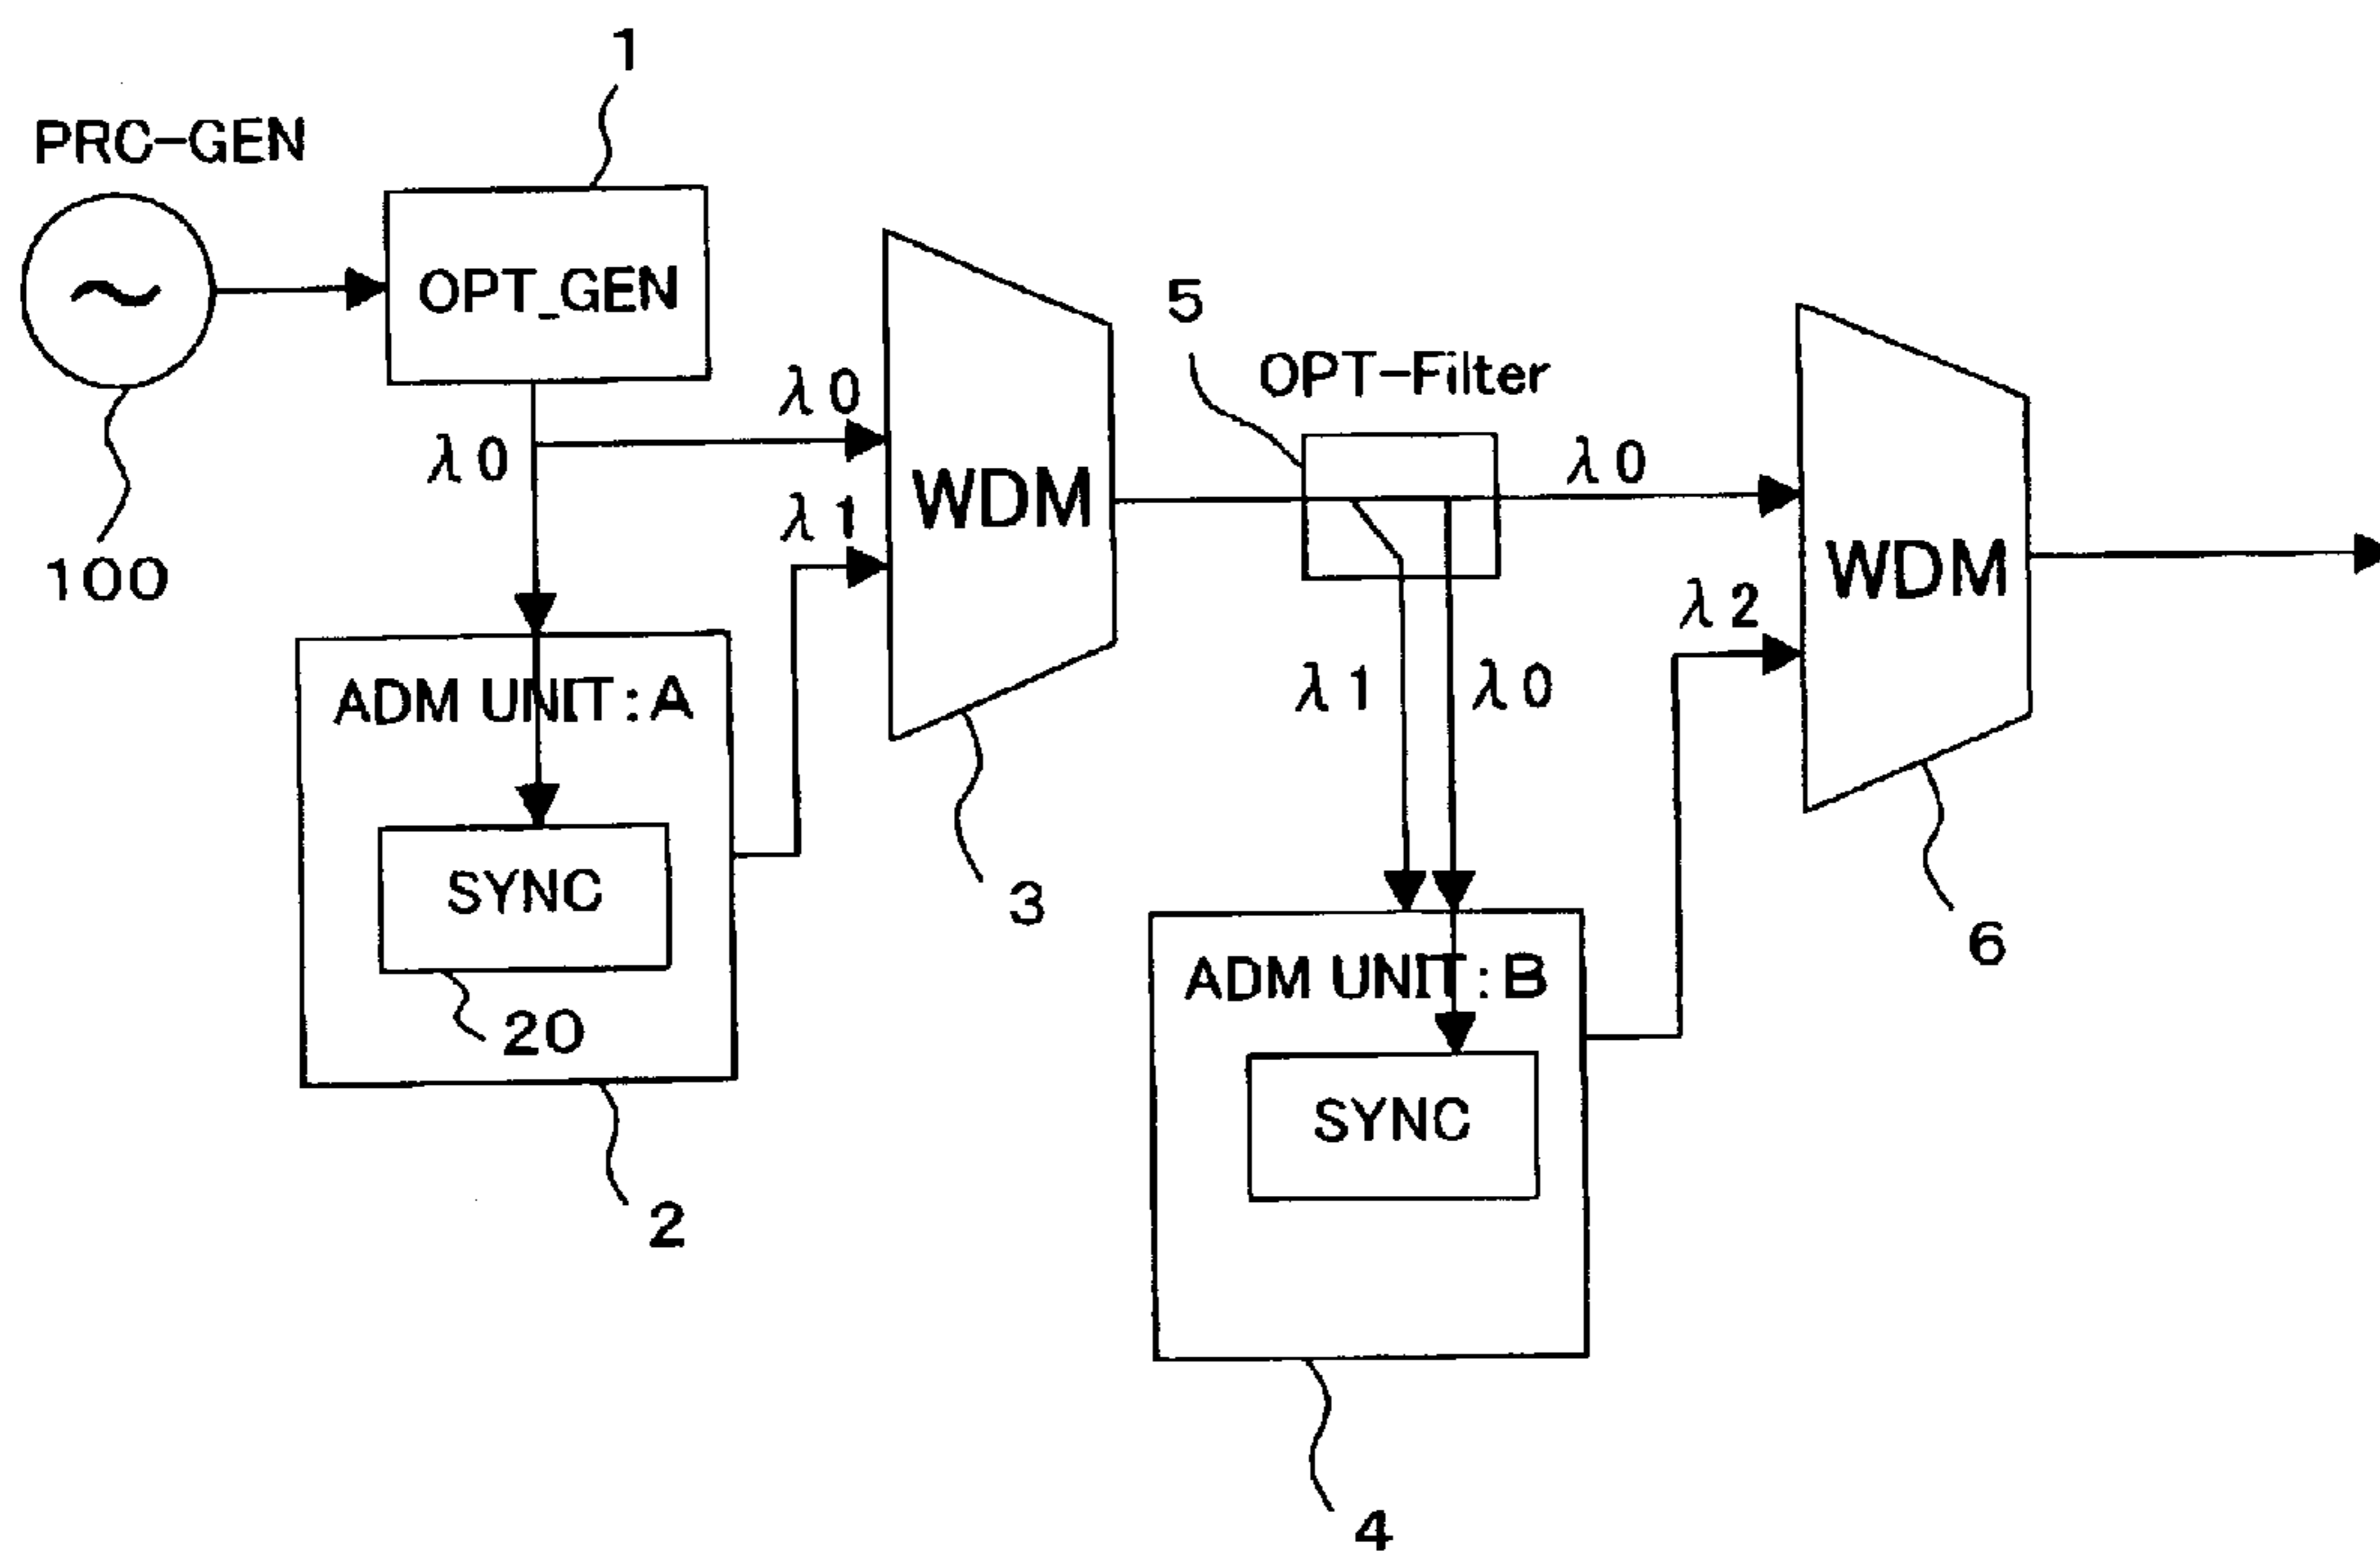 1
PRC-GEN
OPT_GEN
100
λ0
λ0
λ1
WDM
5
OPT-Filter
λ0
WDM
λ2
λ1
λ0
ADM UNIT:A
SYNC
20
2
3
6
ADM UNIT:B
SYNC
4